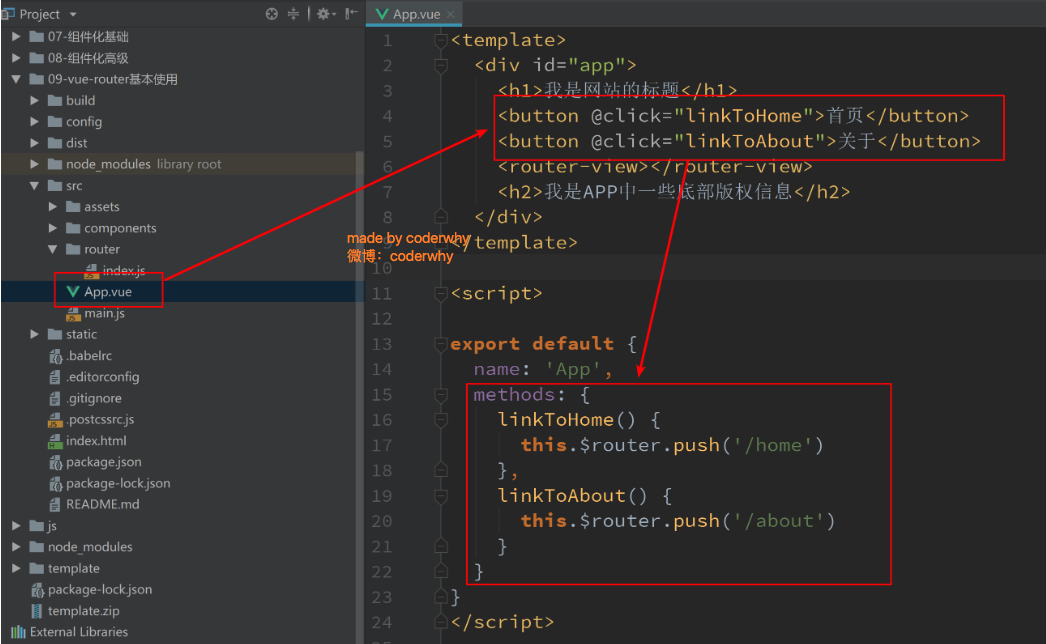 Project
07-组件化基础
08-组件化高级
09-vue-router基本使用
build
config
dist
node_modules library root
src
assets
components
router
index.js
App.vue
main.js
static
.babelrc
.editorconfig
.gitignore
.postcssrc.js
index.html
package.json
package-lock.json
README.md
js
node_modules
template
package-lock.json
template.zip
External Libraries
made by coderwhy
微博：coderwhy
App.vue
1 <template>
2 <div id="app">
3 <h1>我是网站的标题</h1>
4 <button @click="linkToHome">首页</button>
5 <button @click="linkToAbout">关于</button>
6 <router-view></router-view>
7 <h2>我是APP中一些底部版权信息</h2>
8 </div>
9 </template>
10
11 <script>
12
13 export default {
14 name: 'App',
15 methods: {
16 linkToHome() {
17 this.$router.push('/home')
18 },
19 linkToAbout() {
20 this.$router.push('/about')
21 }
22 }
23 }
24 </script>